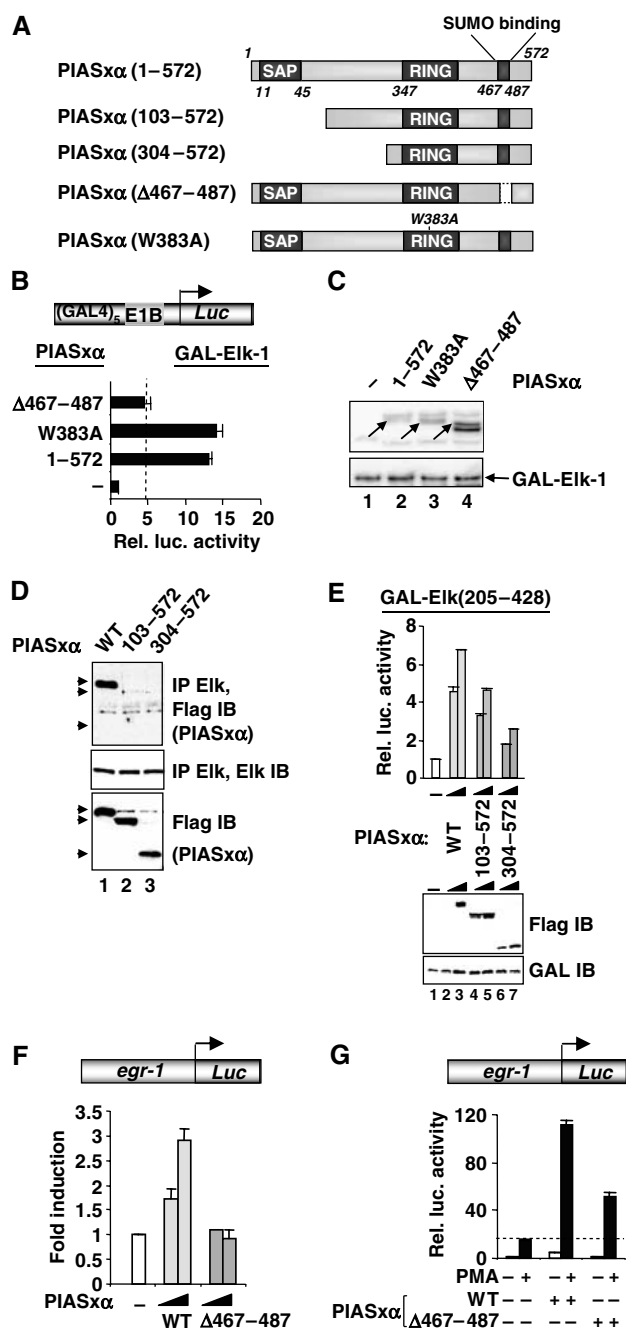 A
SUMO binding
1 572
PIASxα (1–572) SAP RING
11 45 347 467 487
PIASxα (103–572) RING
PIASxα (304–572) RING
PIASxα (Δ467–487) SAP RING
W383A
PIASxα (W383A) SAP RING
B
(GAL4)5 E1B Luc
PIASxα GAL-Elk-1
Δ467–487
W383A
1–572
–
0 5 10 15 20
Rel. luc. activity
C
– 1–572 W383A Δ467–487 PIASxα
GAL-Elk-1
1 2 3 4
D
PIASxα WT 103–572 304–572
IP Elk,
Flag IB
(PIASxα)
IP Elk, Elk IB
Flag IB
(PIASxα)
1 2 3
E
GAL-Elk(205–428)
Rel. luc. activity
8
6
4
2
0
–
PIASxα: WT 103–572 304–572
–
Flag IB
GAL IB
1 2 3 4 5 6 7
F
egr-1 Luc
Fold induction
3.5
3
2.5
2
1.5
1
0.5
0
PIASxα –
WT Δ467–487
G
egr-1 Luc
Rel. luc. activity
120
80
40
0
PMA – + – + – +
PIASxα WT – – + + – –
Δ467–487 – – – – + +